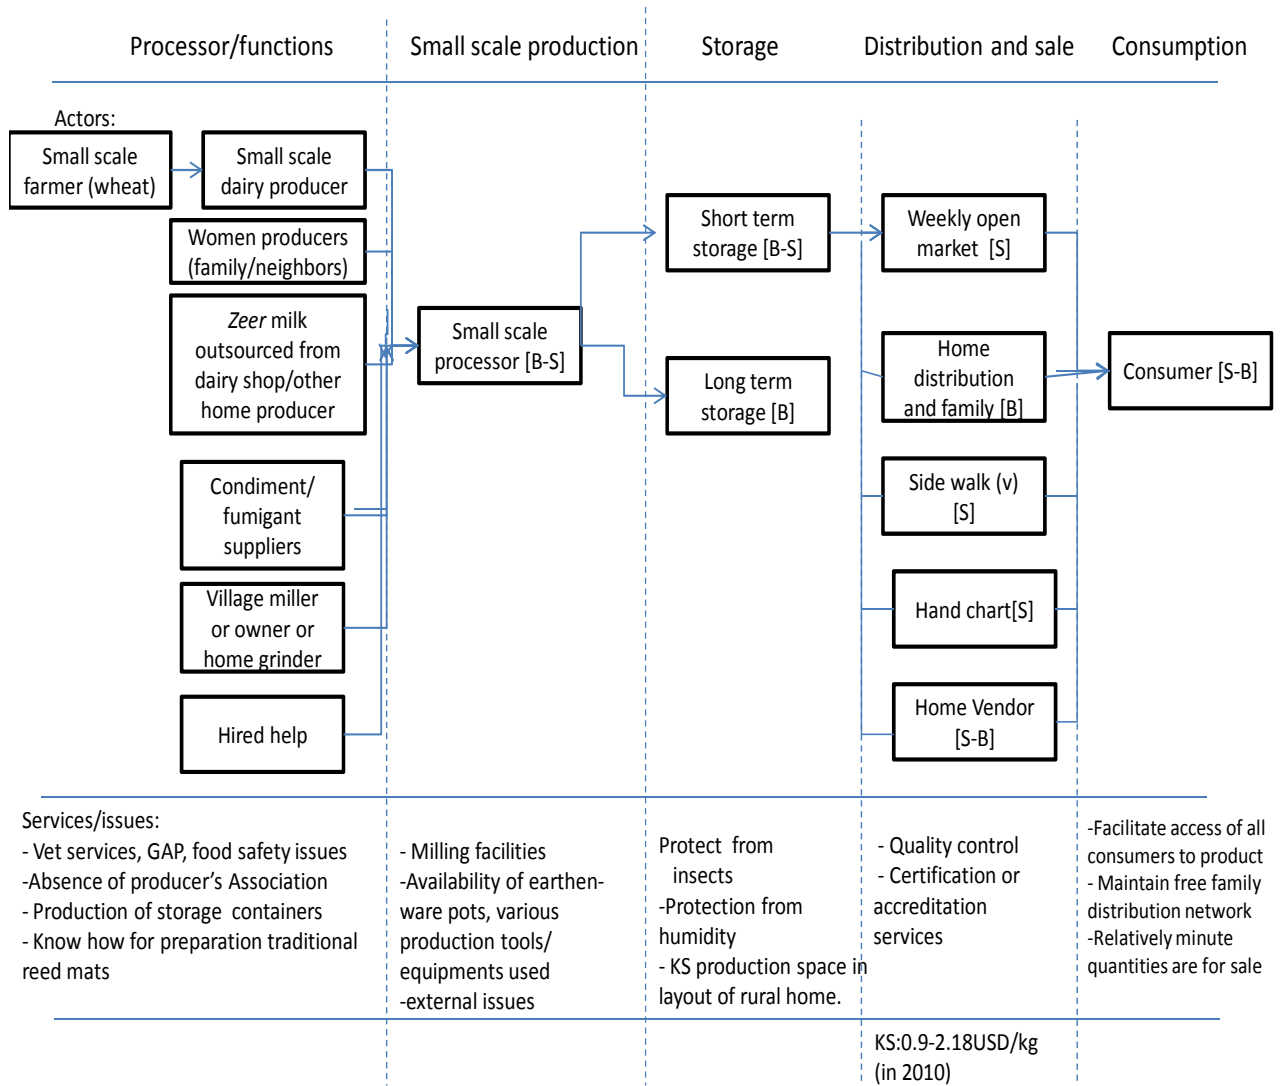 Processor/functions
Small scale production
Storage
Distribution and sale
Consumption
Actors:
Small scale
farmer (wheat)
Small scale
dairy producer
Women producers
(family/neighbors)
Zeer milk
outsourced from
dairy shop/other
home producer
Condiment/
fumigant
suppliers
Village miller
or owner or
home grinder
Hired help
Small scale
processor [B-S]
Short term
storage [B-S]
Long term
storage [B]
Weekly open
market [S]
Home
distribution
and family [B]
Side walk (v)
[S]
Hand chart[S]
Home Vendor
[S-B]
Consumer [S-B]
Services/issues:
- Vet services, GAP, food safety issues
-Absence of producer's Association
- Production of storage containers
- Know how for preparation traditional
reed mats
- Milling facilities
-Availability of earthen-
ware pots, various
production tools/
equipments used
-external issues
Protect from
insects
-Protection from
humidity
- KS production space in
layout of rural home.
- Quality control
- Certification or
accreditation
services
-Facilitate access of all
consumers to product
- Maintain free family
distribution network
-Relatively minute
quantities are for sale
KS:0.9-2.18USD/kg
(in 2010)